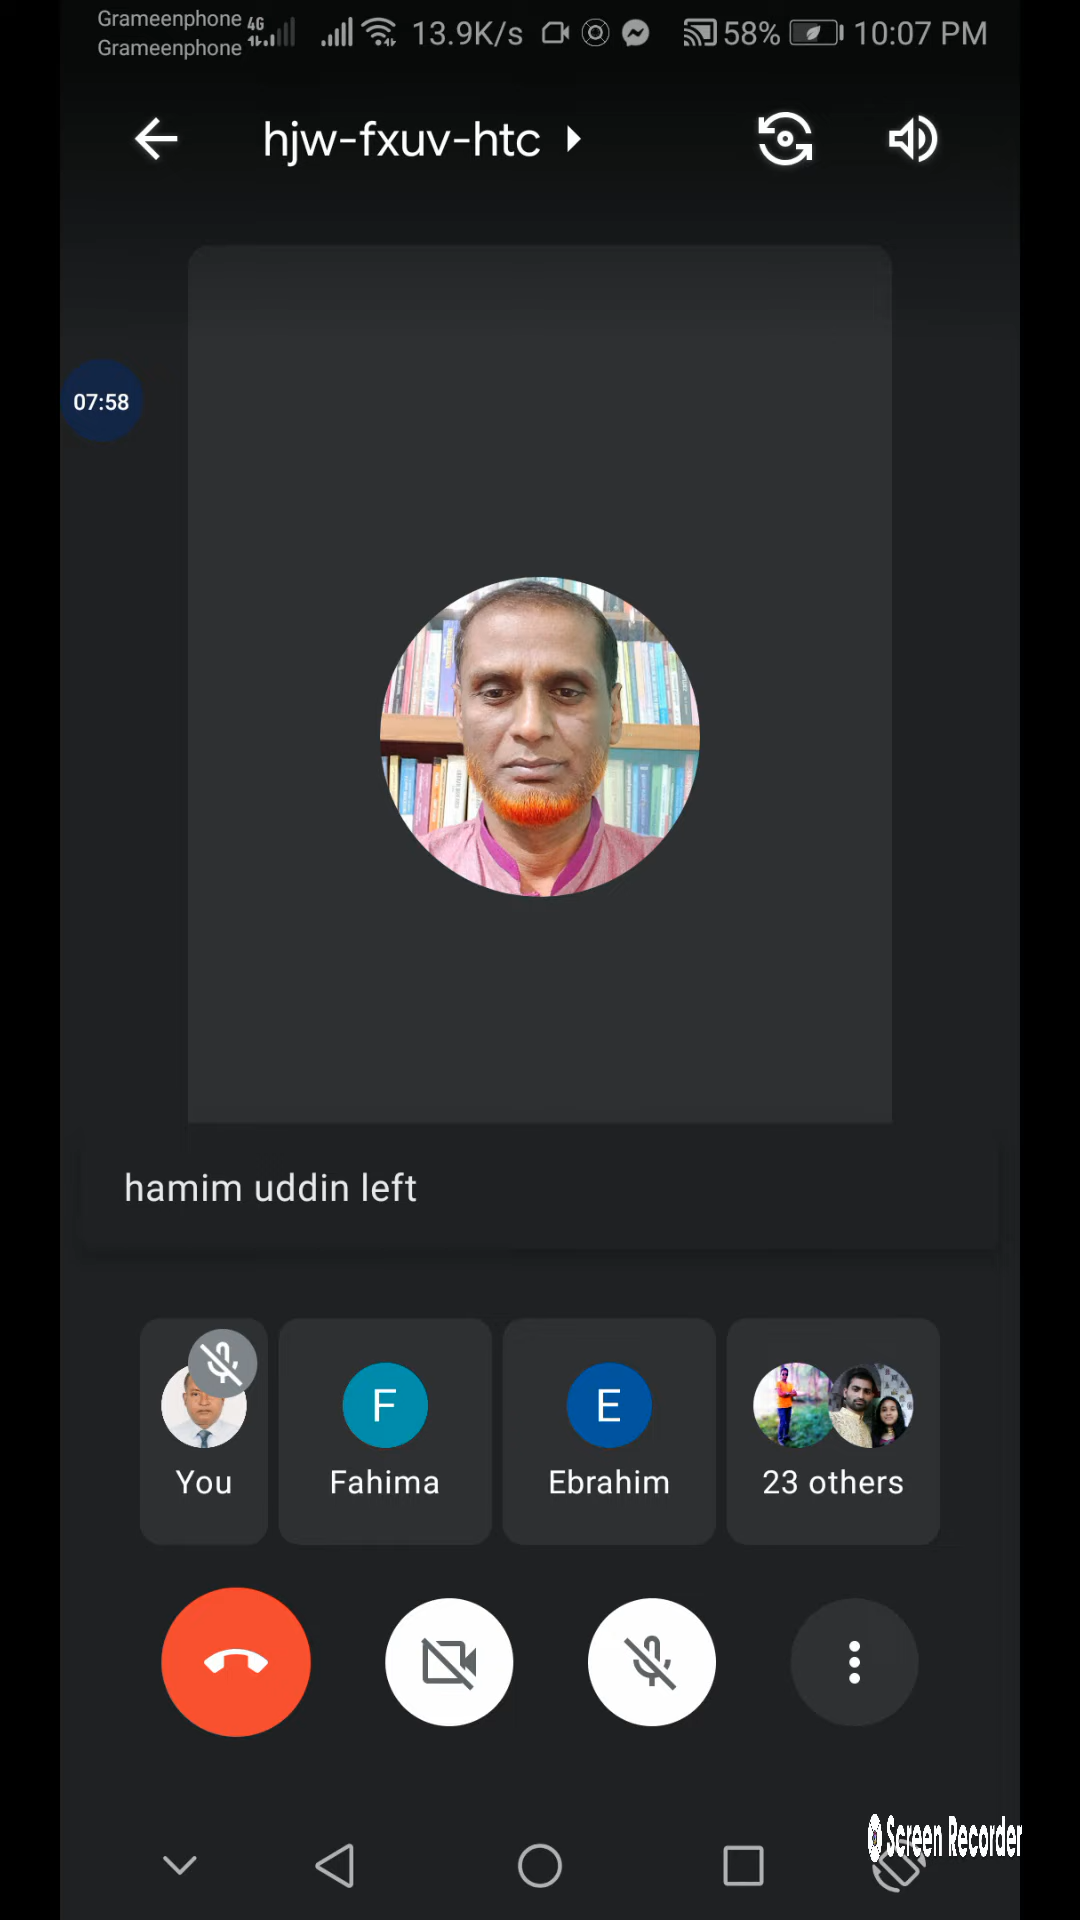 Grameenphone 4G
Grameenphone
13.9K/s 58% 10:07 PM
hjw-fxuv-htc
07:58
hamim uddin left
F E
You Fahima Ebrahim 23 others
Screen Recorder